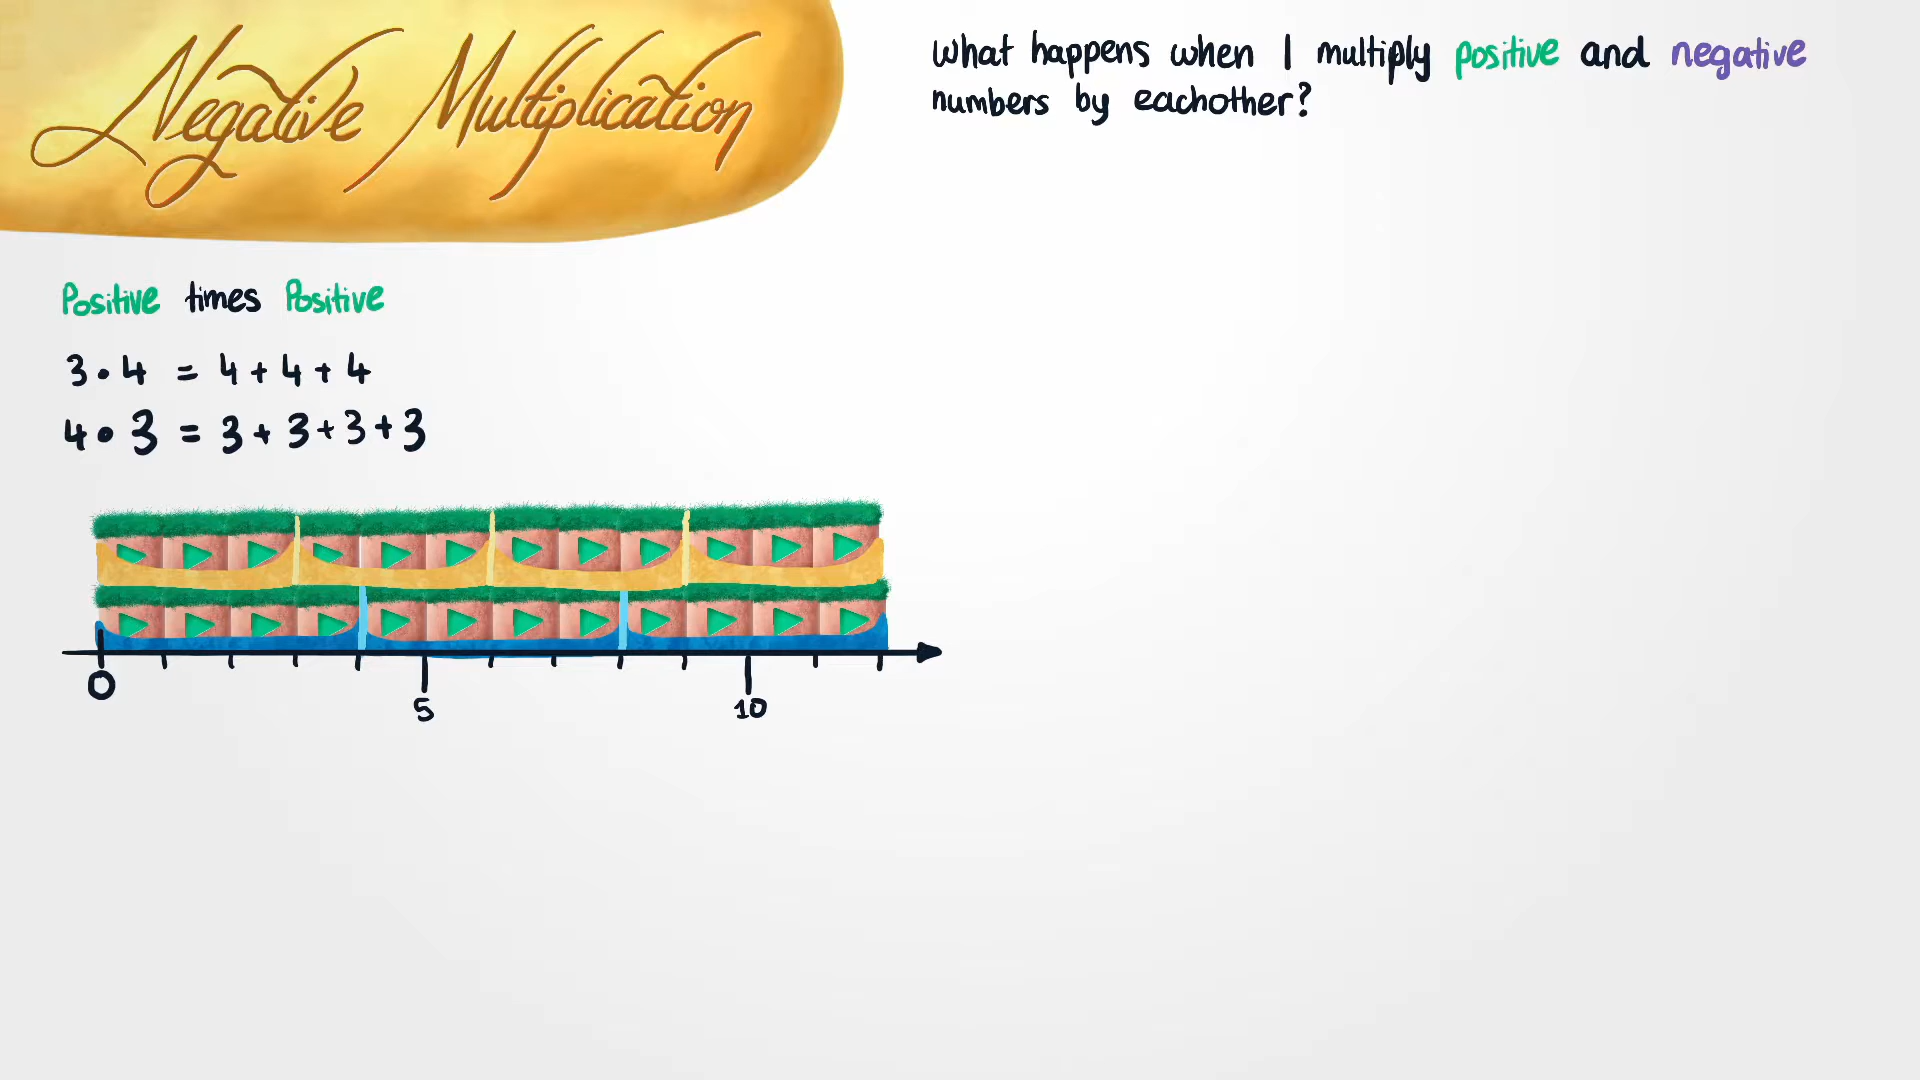 Negative Multiplication
What happens when I multiply positive and negative
numbers by eachother?
Positive times Positive
3 • 4 = 4 + 4 + 4
4 • 3 = 3 + 3 + 3 + 3
0 5 10